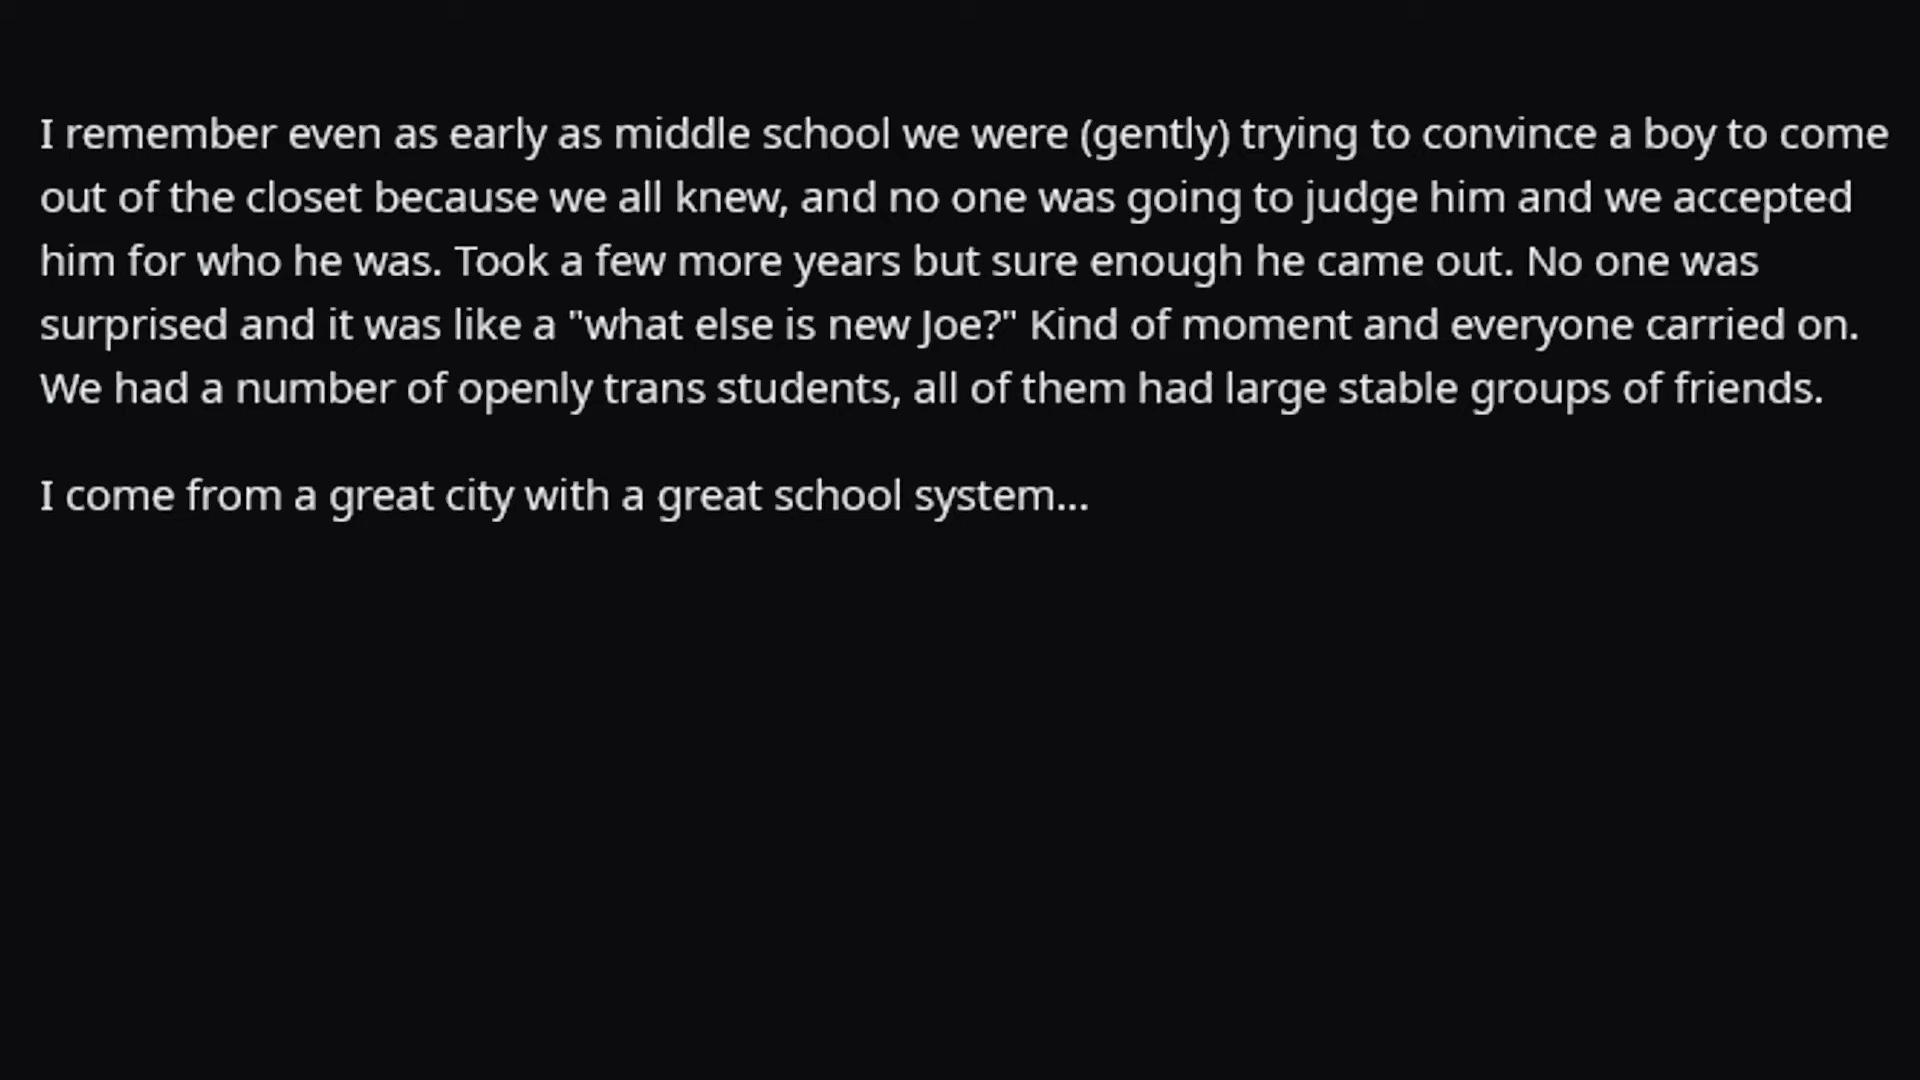 I remember even as early as middle school we were (gently) trying to convince a boy to come
out of the closet because we all knew, and no one was going to judge him and we accepted
him for who he was. Took a few more years but sure enough he came out. No one was
surprised and it was like a "what else is new Joe?" Kind of moment and everyone carried on.
We had a number of openly trans students, all of them had large stable groups of friends.
I come from a great city with a great school system...